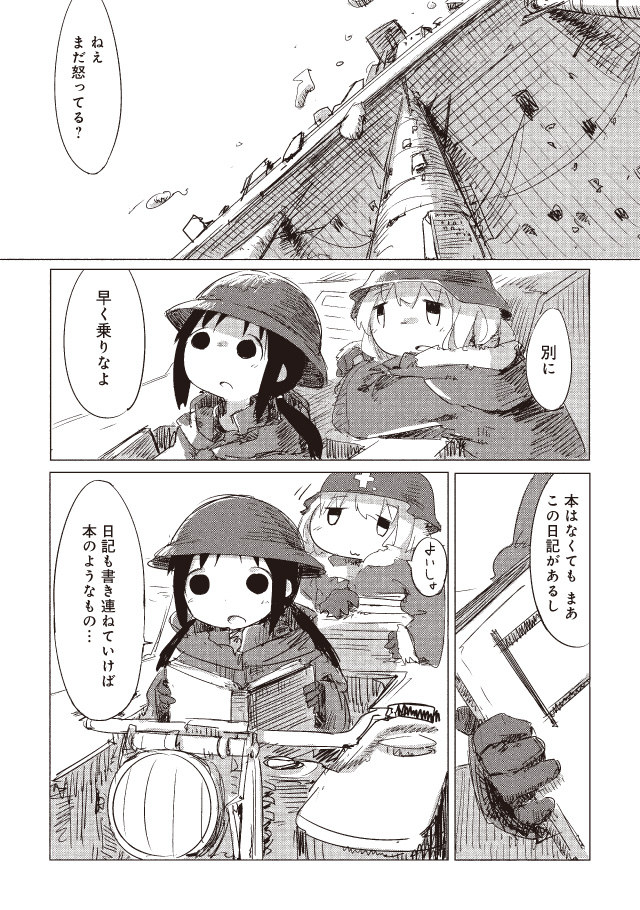 ねえ
まだ怒ってる？
別に
早く乗りなよ
本はなくても まあ
この日記があるし
よいしょ
日記も書き連ねていけば
本のようなもの…